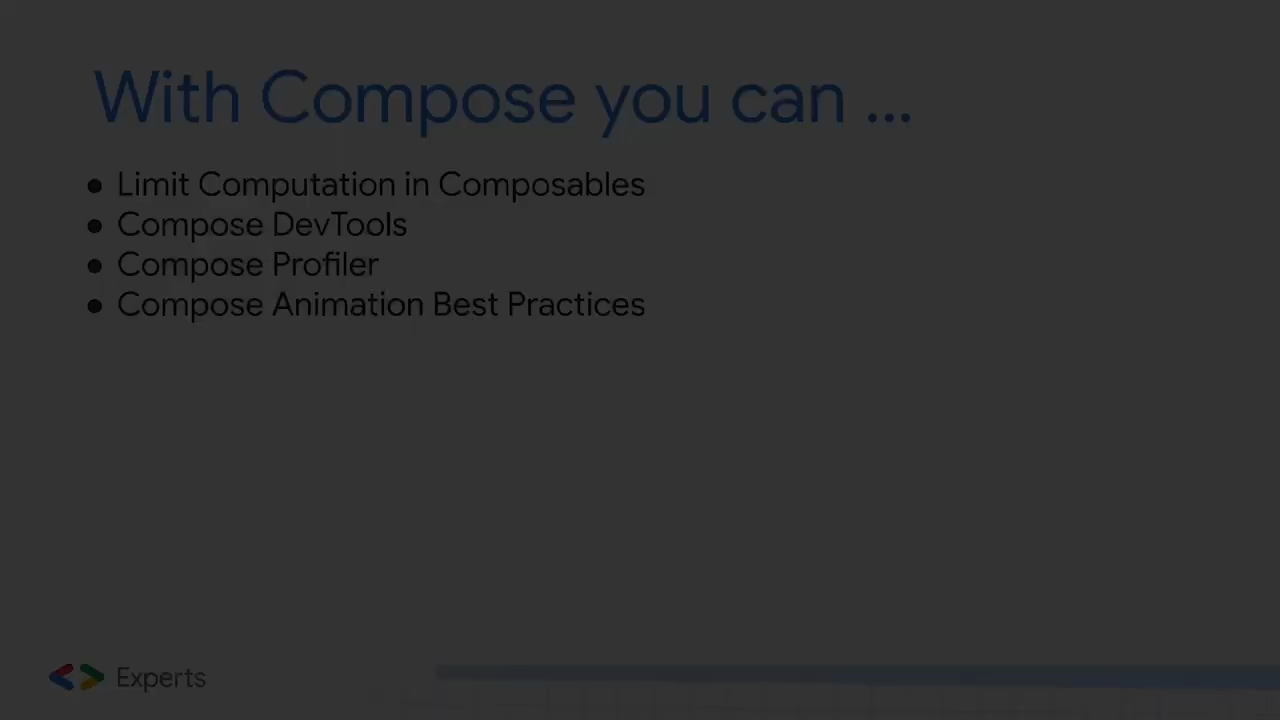 With Compose you can ...
● Limit Computation in Composables
● Compose DevTools
● Compose Profiler
● Compose Animation Best Practices
Experts